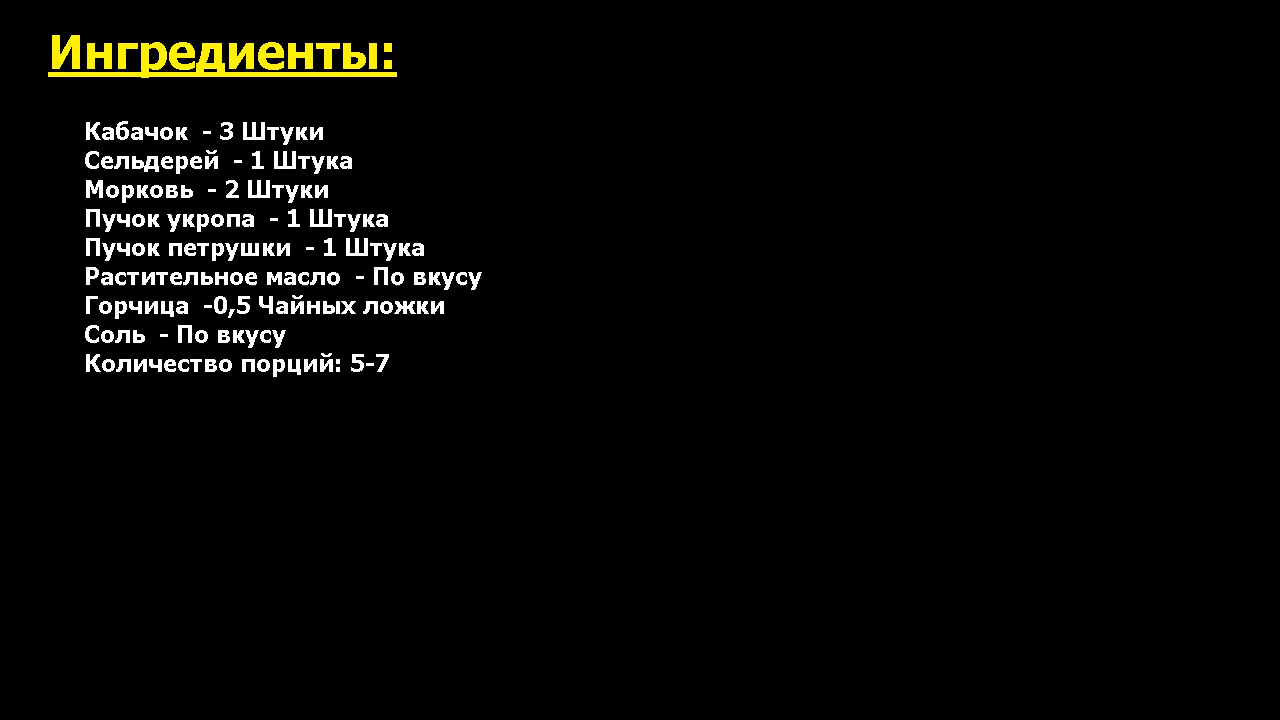 Ингредиенты:
Кабачок - 3 Штуки
Сельдерей - 1 Штука
Морковь - 2 Штуки
Пучок укропа - 1 Штука
Пучок петрушки - 1 Штука
Растительное масло - По вкусу
Горчица -0,5 Чайных ложки
Соль - По вкусу
Количество порций: 5-7